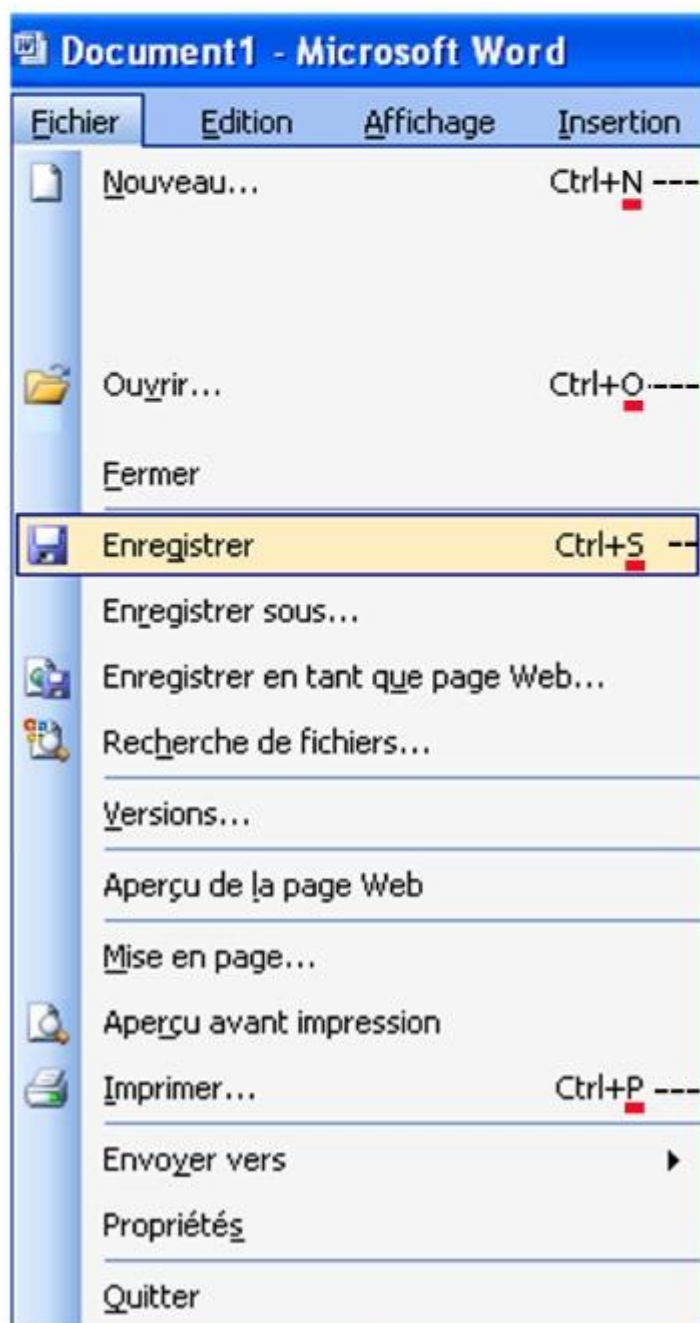 Document1 - Microsoft Word
Fichier Edition Affichage Insertion
Nouveau... Ctrl+N ---
Ouvrir... Ctrl+O ---
Fermer
Enregistrer Ctrl+S --
Enregistrer sous...
Enregistrer en tant que page Web...
Recherche de fichiers...
Versions...
Aperçu de la page Web
Mise en page...
Aperçu avant impression
Imprimer... Ctrl+P ---
Envoyer vers
Propriétés
Quitter